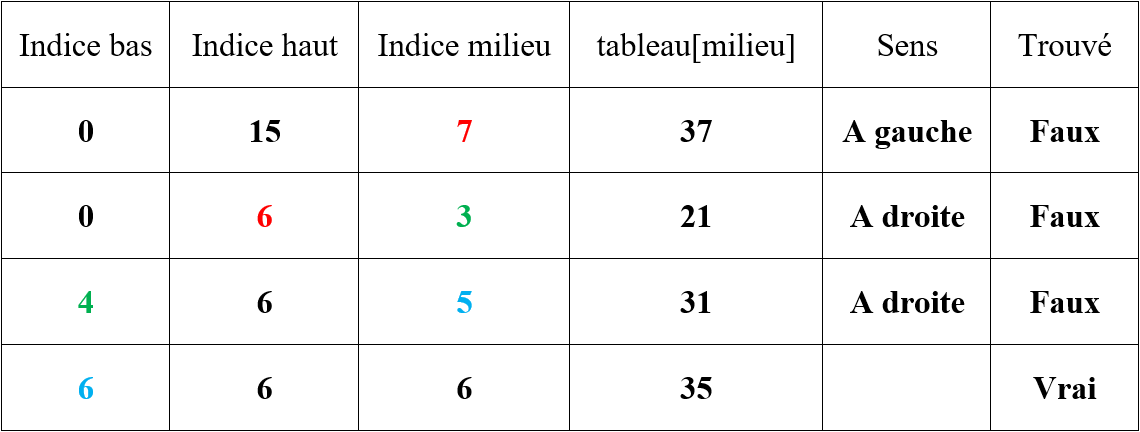 Indice bas Indice haut Indice milieu tableau[milieu] Sens Trouvé
0 15 7 37 A gauche Faux
0 6 3 21 A droite Faux
4 6 5 31 A droite Faux
6 6 6 35 Vrai